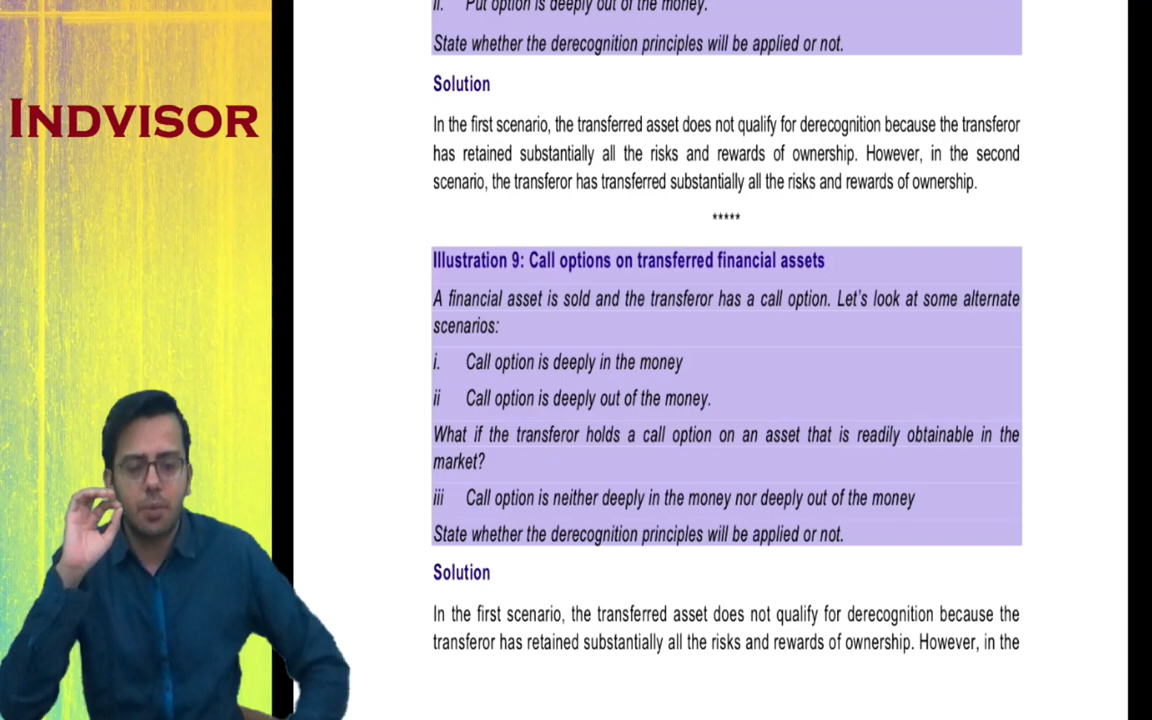 ii. Put option is deeply out of the money.
State whether the derecognition principles will be applied or not.
Solution
In the first scenario, the transferred asset does not qualify for derecognition because the transferor
has retained substantially all the risks and rewards of ownership. However, in the second
scenario, the transferor has transferred substantially all the risks and rewards of ownership.
*****
INDVISOR
Illustration 9: Call options on transferred financial assets
A financial asset is sold and the transferor has a call option. Let's look at some alternate
scenarios:
i. Call option is deeply in the money
ii Call option is deeply out of the money.
What if the transferor holds a call option on an asset that is readily obtainable in the
market?
iii Call option is neither deeply in the money nor deeply out of the money
State whether the derecognition principles will be applied or not.
Solution
In the first scenario, the transferred asset does not qualify for derecognition because the
transferor has retained substantially all the risks and rewards of ownership. However, in the